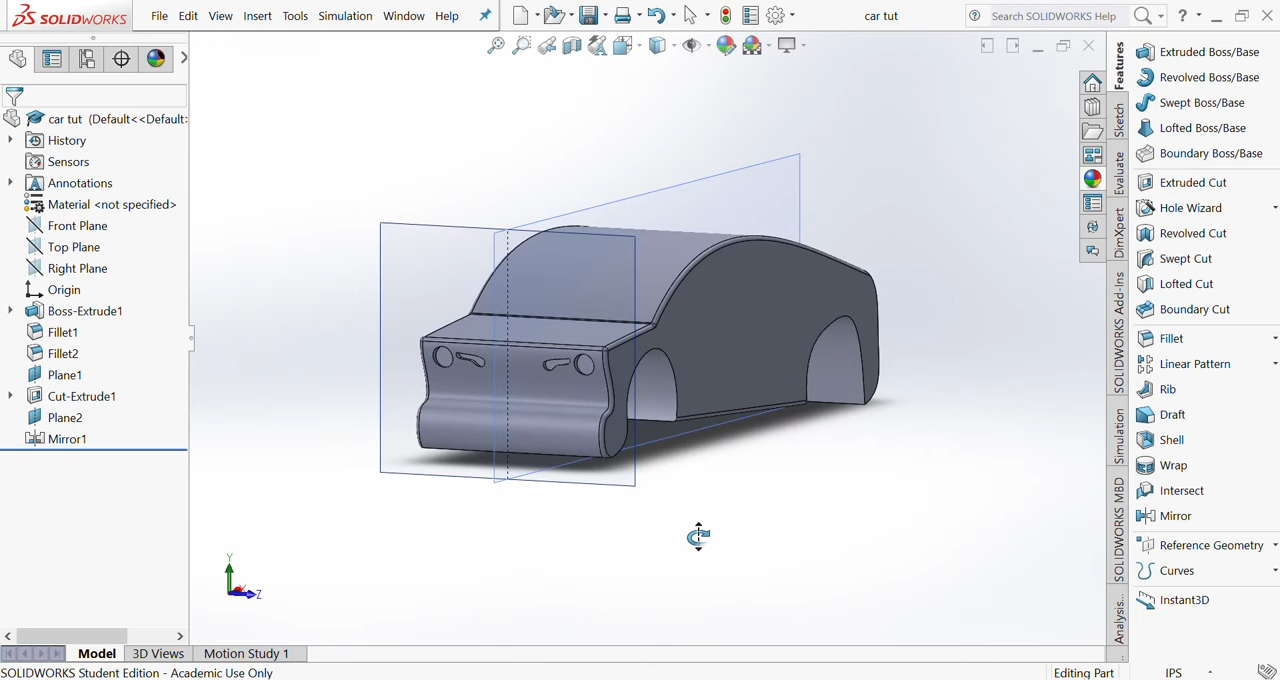 SOLIDWORKS File Edit View Insert Tools Simulation Window Help car tut Search SOLIDWORKS Help ?
car tut (Default<<Default:
History
Sensors
Annotations
Material <not specified>
Front Plane
Top Plane
Right Plane
Origin
Boss-Extrude1
Fillet1
Fillet2
Plane1
Cut-Extrude1
Plane2
Mirror1
Y
X
Z
Features
Sketch
Evaluate
DimXpert
SOLIDWORKS Add-Ins
Simulation
SOLIDWORKS MBD
Analysis...
Extruded Boss/Base
Revolved Boss/Base
Swept Boss/Base
Lofted Boss/Base
Boundary Boss/Base
Extruded Cut
Hole Wizard
Revolved Cut
Swept Cut
Lofted Cut
Boundary Cut
Fillet
Linear Pattern
Rib
Draft
Shell
Wrap
Intersect
Mirror
Reference Geometry
Curves
Instant3D
Model 3D Views Motion Study 1
SOLIDWORKS Student Edition - Academic Use Only Editing Part IPS